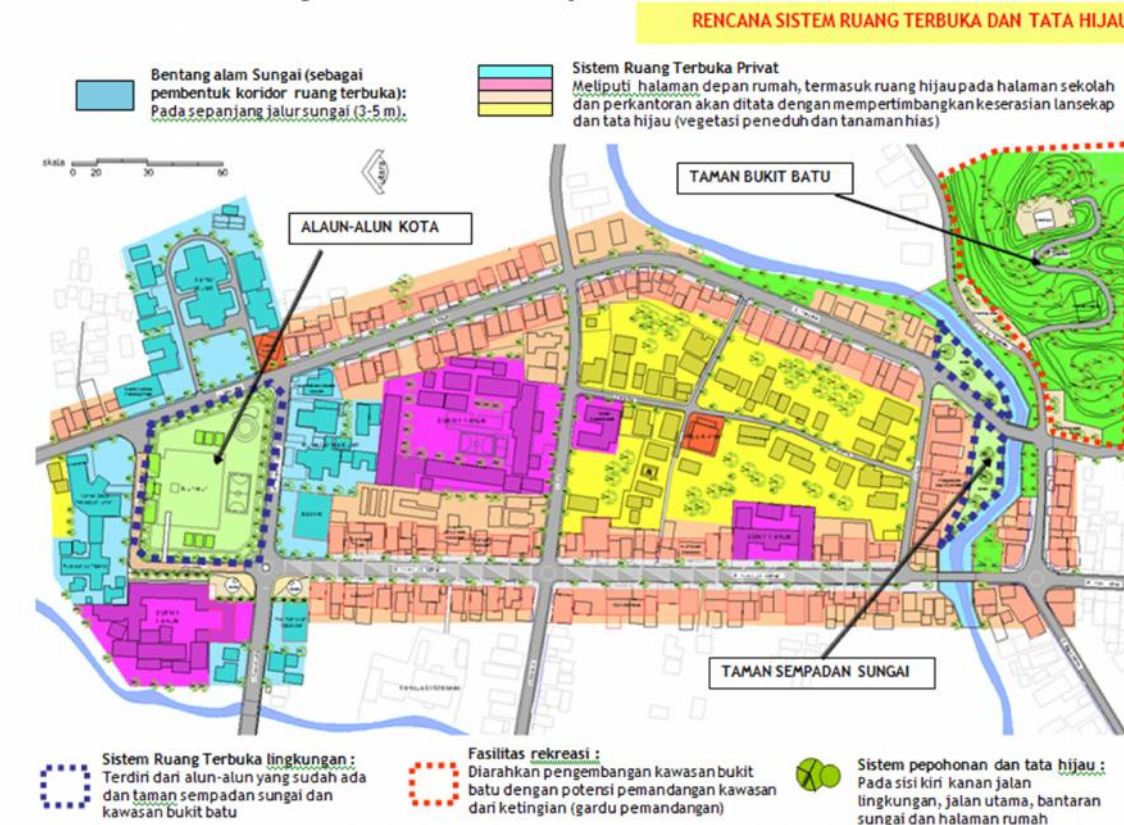 RENCANA SISTEM RUANG TERBUKA DAN TATA HIJAU
Bentang alam Sungai (sebagai
pembentuk koridor ruang terbuka):
Pada sepanjang jalur sungai (3-5 m).
Sistem Ruang Terbuka Privat
Meliputi halaman depan rumah, termasuk ruang hijau pada halaman sekolah
dan perkantoran akan ditata dengan mempertimbangkan keserasian lansekap
dan tata hijau (vegetasi peneduh dan tanaman hias)
skala
0 20 30 60
utara
TAMAN BUKIT BATU
ALAUN-ALUN KOTA
TAMAN SEMPADAN SUNGAI
Sistem Ruang Terbuka lingkungan :
Terdiri dari alun-alun yang sudah ada
dan taman sempadan sungai dan
kawasan bukit batu
Fasilitas rekreasi :
Diarahkan pengembangan kawasan bukit
batu dengan potensi pemandangan kawasan
dari ketingian (gardu pemandangan)
Sistem pepohonan dan tata hijau :
Pada sisi kiri kanan jalan
lingkungan, jalan utama, bantaran
sungai dan halaman rumah